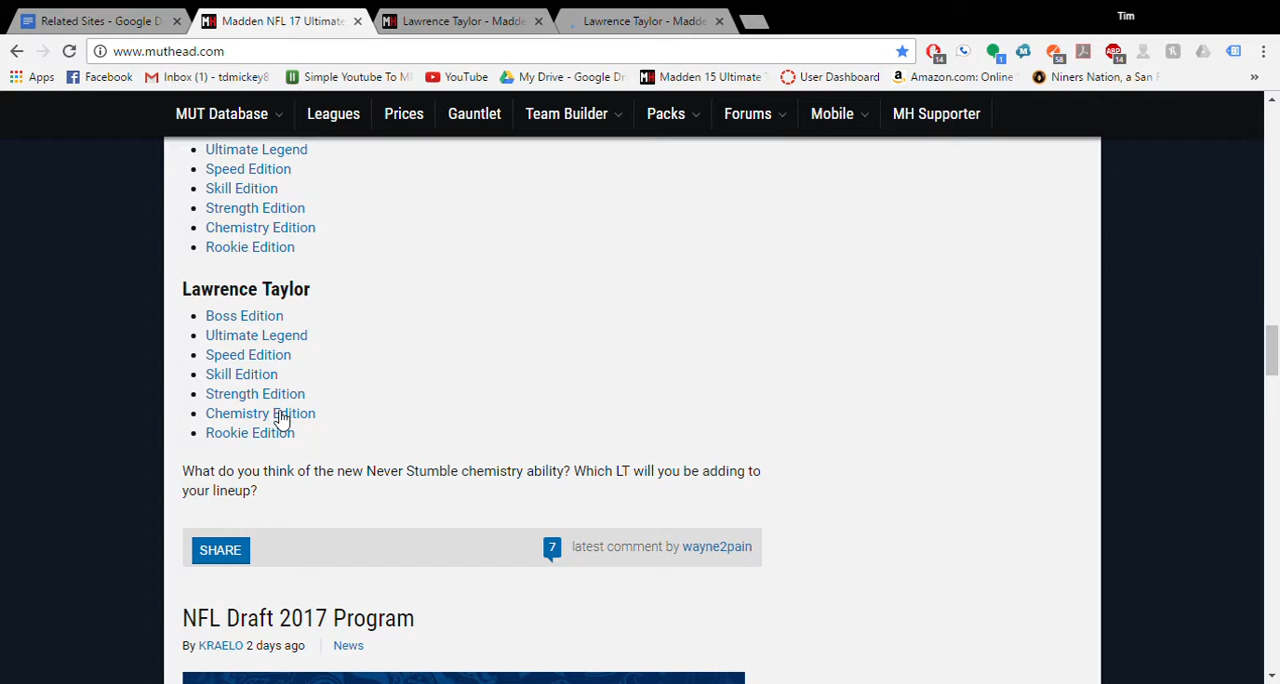 Related Sites - Google D
Madden NFL 17 Ultimate
Lawrence Taylor - Madde
Lawrence Taylor - Madde
Tim
www.muthead.com
14
1
58
14
Apps
Facebook
Inbox (1) - tdmickey8
Simple Youtube To M
YouTube
My Drive - Google Dr
Madden 15 Ultimate
User Dashboard
Amazon.com: Online
Niners Nation, a San F
MUT Database
Leagues
Prices
Gauntlet
Team Builder
Packs
Forums
Mobile
MH Supporter
Ultimate Legend
Speed Edition
Skill Edition
Strength Edition
Chemistry Edition
Rookie Edition
Lawrence Taylor
Boss Edition
Ultimate Legend
Speed Edition
Skill Edition
Strength Edition
Chemistry Edition
Rookie Edition
What do you think of the new Never Stumble chemistry ability? Which LT will you be adding to
your lineup?
SHARE
7 latest comment by wayne2pain
NFL Draft 2017 Program
By KRAELO 2 days ago
News